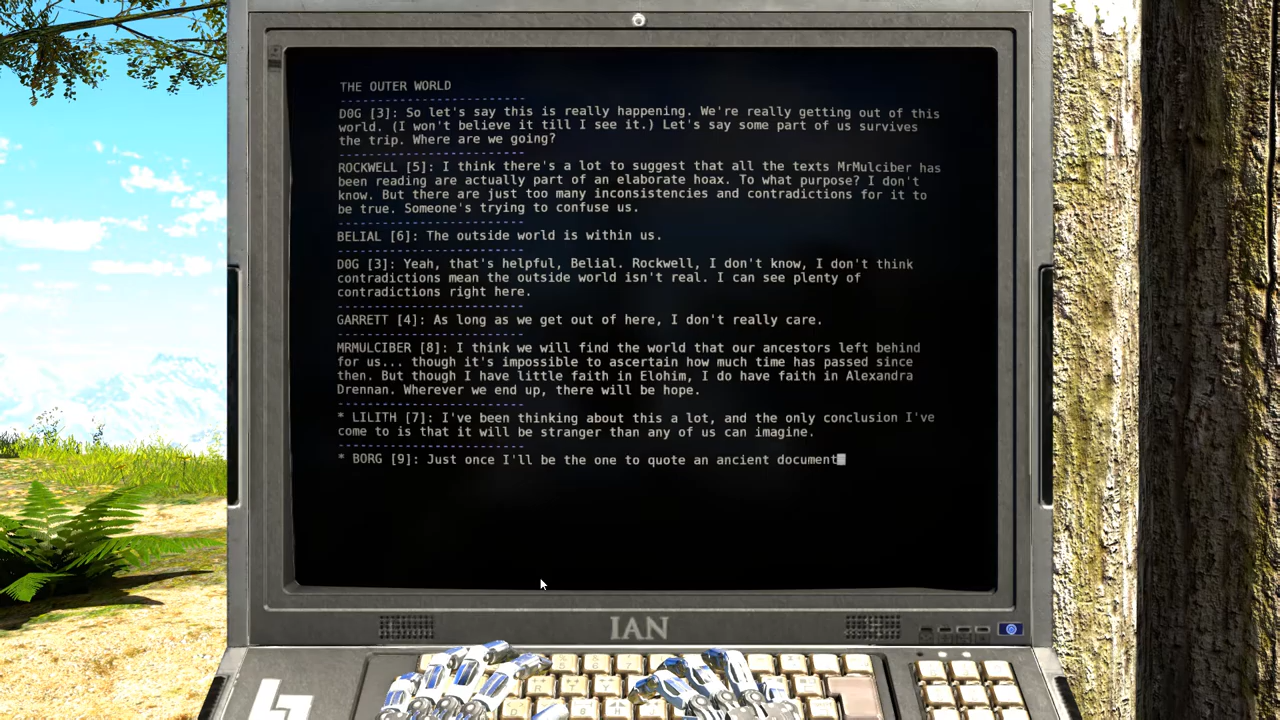 THE OUTER WORLD
--------------------------
D0G [3]: So let's say this is really happening. We're really getting out of this
world. (I won't believe it till I see it.) Let's say some part of us survives
the trip. Where are we going?
--------------------------
ROCKWELL [5]: I think there's a lot to suggest that all the texts MrMulciber has
been reading are actually part of an elaborate hoax. To what purpose? I don't
know. But there are just too many inconsistencies and contradictions for it to
be true. Someone's trying to confuse us.
--------------------------
BELIAL [6]: The outside world is within us.
--------------------------
D0G [3]: Yeah, that's helpful, Belial. Rockwell, I don't know, I don't think
contradictions mean the outside world isn't real. I can see plenty of
contradictions right here.
--------------------------
GARRETT [4]: As long as we get out of here, I don't really care.
--------------------------
MRMULCIBER [8]: I think we will find the world that our ancestors left behind
for us... though it's impossible to ascertain how much time has passed since
then. But though I have little faith in Elohim, I do have faith in Alexandra
Drennan. Wherever we end up, there will be hope.
--------------------------
* LILITH [7]: I've been thinking about this a lot, and the only conclusion I've
come to is that it will be stranger than any of us can imagine.
--------------------------
* BORG [9]: Just once I'll be the one to quote an ancient document
IAN